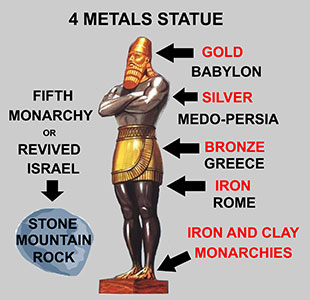 4 METALS STATUE
GOLD
BABYLON
SILVER
MEDO-PERSIA
BRONZE
GREECE
IRON
ROME
IRON AND CLAY
MONARCHIES
FIFTH
MONARCHY
OR
REVIVED
ISRAEL
STONE
MOUNTAIN
ROCK